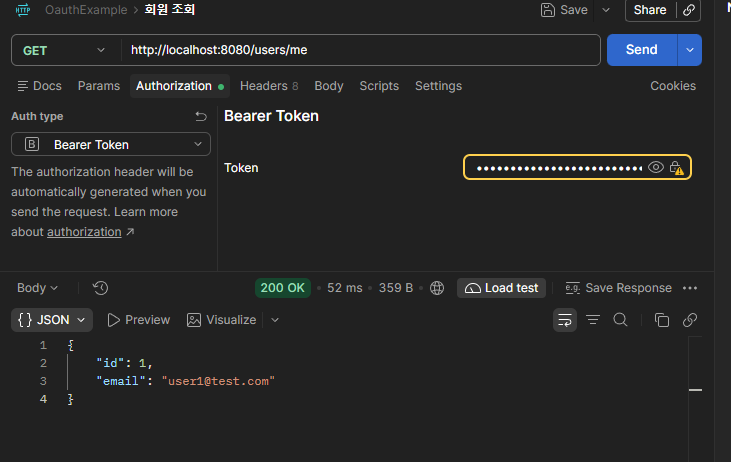 HTTP OauthExample > 회원 조회 Save Share
GET http://localhost:8080/users/me Send
Docs Params Authorization Headers 8 Body Scripts Settings Cookies
Auth type
B Bearer Token
The authorization header will be
automatically generated when you
send the request. Learn more
about authorization ↗
Bearer Token
Token ••••••••••••••••••••••••
Body 200 OK • 52 ms • 359 B • Load test e.g. Save Response •••
{} JSON Preview Visualize
1 {
2 "id": 1,
3 "email": "user1@test.com"
4 }